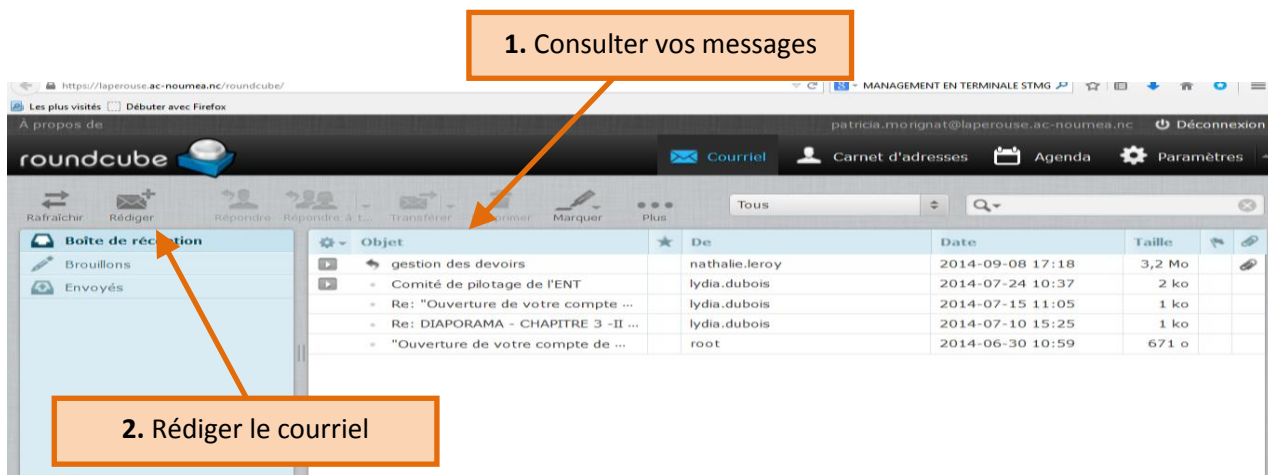 1. Consulter vos messages
https://laperouse.ac-noumea.nc/roundcube/
MANAGEMENT EN TERMINALE STMG
Les plus visités Débuter avec Firefox
À propos de patricia.morignat@laperouse.ac-noumea.nc Déconnexion
roundcube Courriel Carnet d'adresses Agenda Paramètres
Rafraîchir Rédiger Répondre Répondre à t... Transférer Marquer Plus Tous
Boîte de réception
Brouillons
Envoyés
Objet De Date Taille
gestion des devoirs nathalie.leroy 2014-09-08 17:18 3,2 Mo
Comité de pilotage de l'ENT lydia.dubois 2014-07-24 10:37 2 ko
Re: "Ouverture de votre compte ... lydia.dubois 2014-07-15 11:05 1 ko
Re: DIAPORAMA - CHAPITRE 3 -II ... lydia.dubois 2014-07-10 15:25 1 ko
"Ouverture de votre compte de ... root 2014-06-30 10:59 671 o
2. Rédiger le courriel